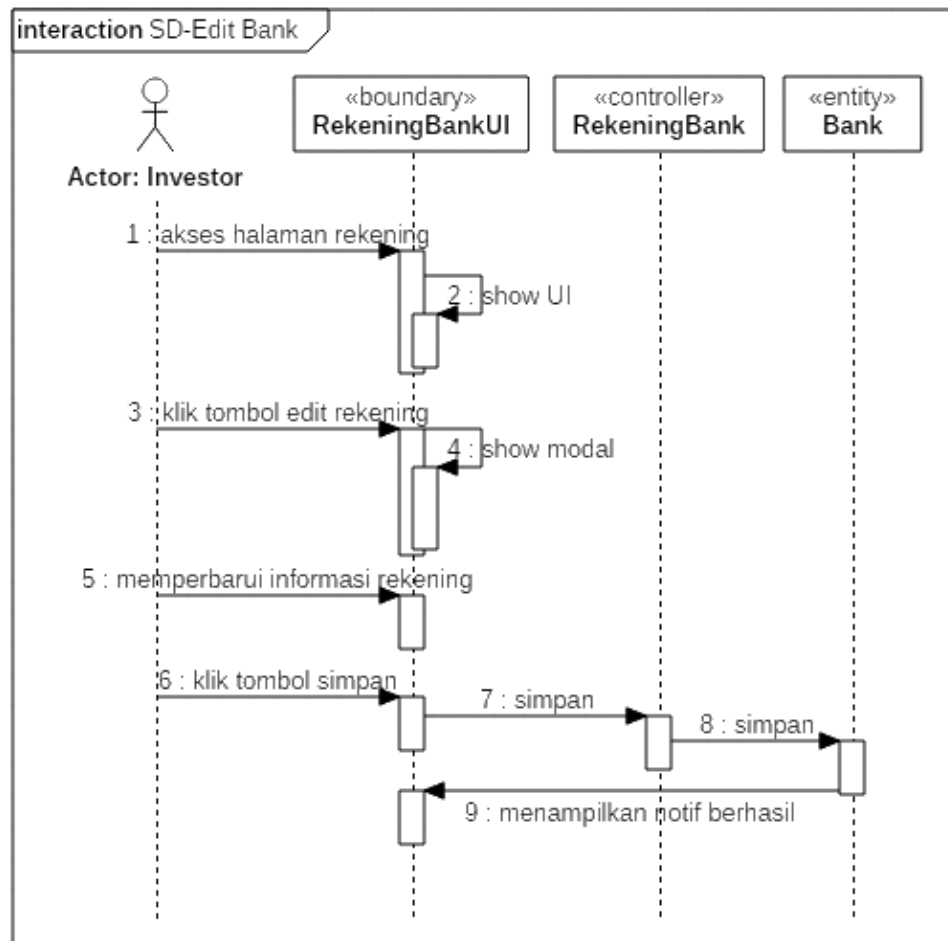 interaction SD-Edit Bank
«boundary»
RekeningBankUI
«controller»
RekeningBank
«entity»
Bank
Actor: Investor
1 : akses halaman rekening
2 : show UI
3 : klik tombol edit rekening
4 : show modal
5 : memperbarui informasi rekening
6 : klik tombol simpan
7 : simpan
8 : simpan
9 : menampilkan notif berhasil